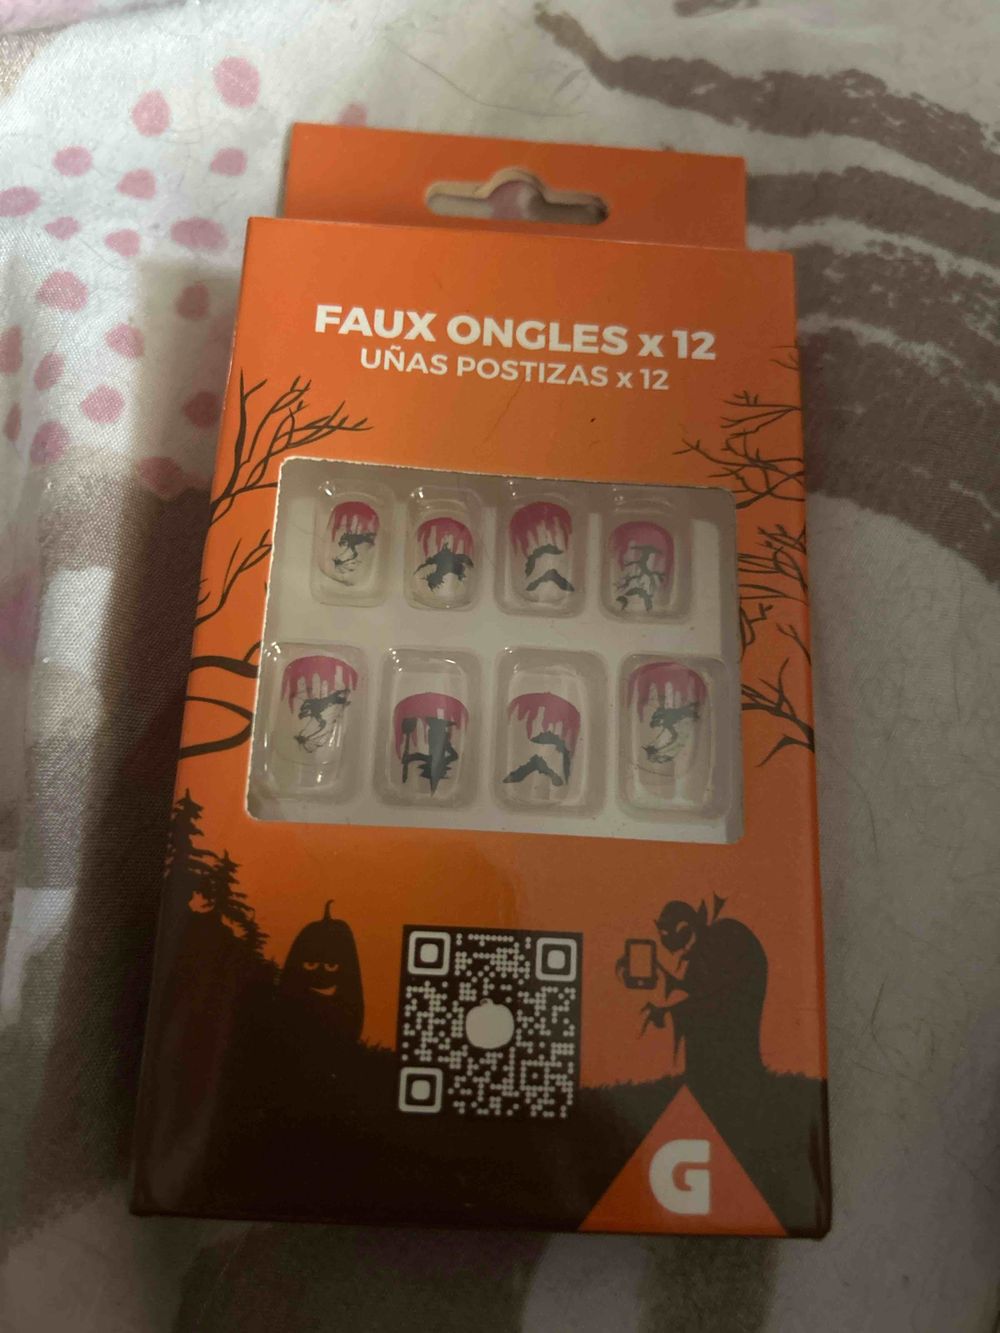 FAUX ONGLES x 12
UÑAS POSTIZAS x 12
G